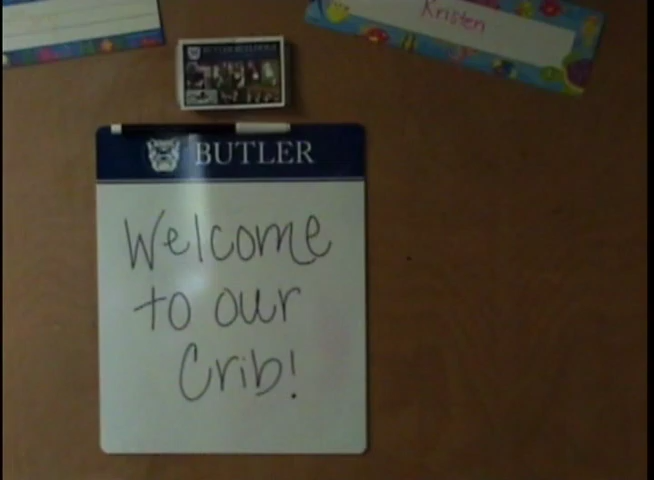 Kristen
BUTLER
Welcome
to our
Crib!